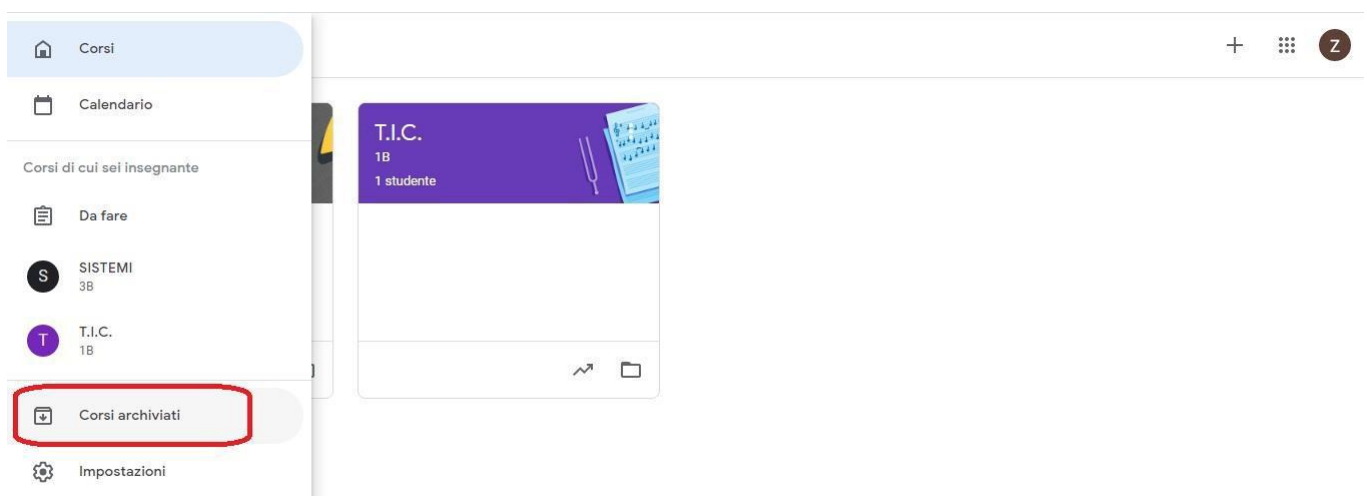 Corsi
Calendario
Corsi di cui sei insegnante
Da fare
S
SISTEMI
3B
T
T.I.C.
1B
Corsi archiviati
Impostazioni
Z
T.I.C.
1B
1 studente